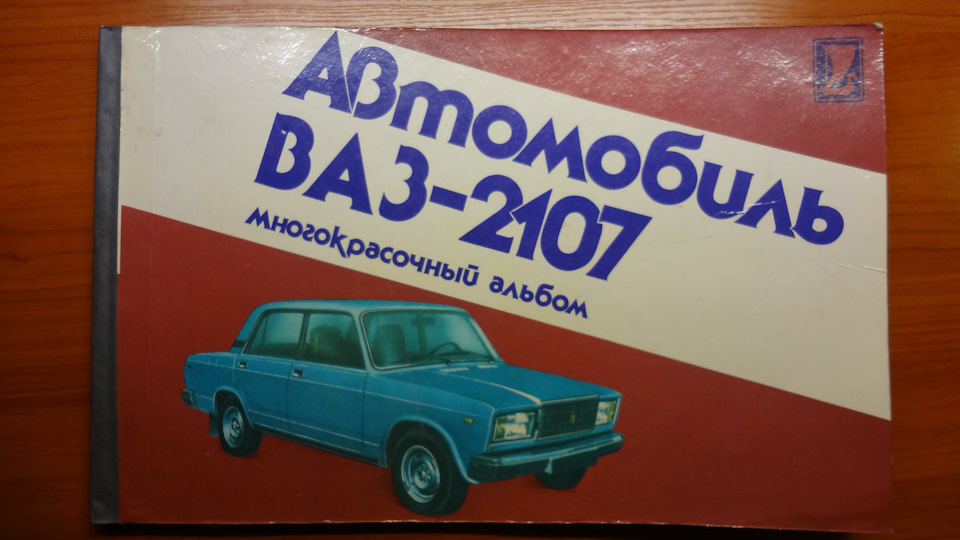 Автомобиль
ВАЗ-2107
многокрасочный альбом